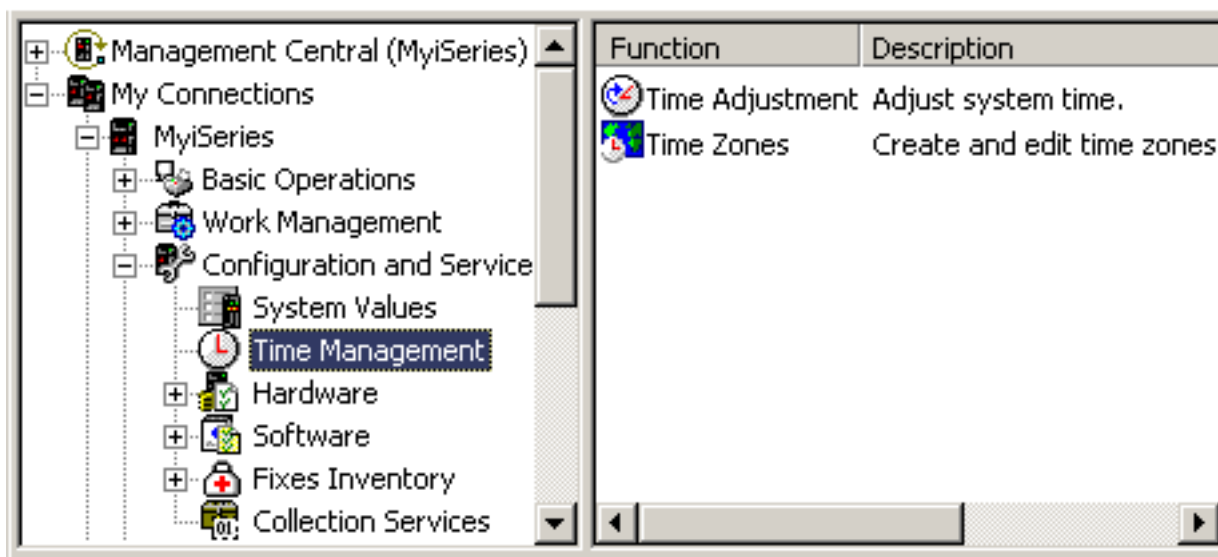 Management Central (MyiSeries)
My Connections
MyiSeries
Basic Operations
Work Management
Configuration and Service
System Values
Time Management
Hardware
Software
Fixes Inventory
Collection Services
Function Description
Time Adjustment Adjust system time.
Time Zones Create and edit time zones